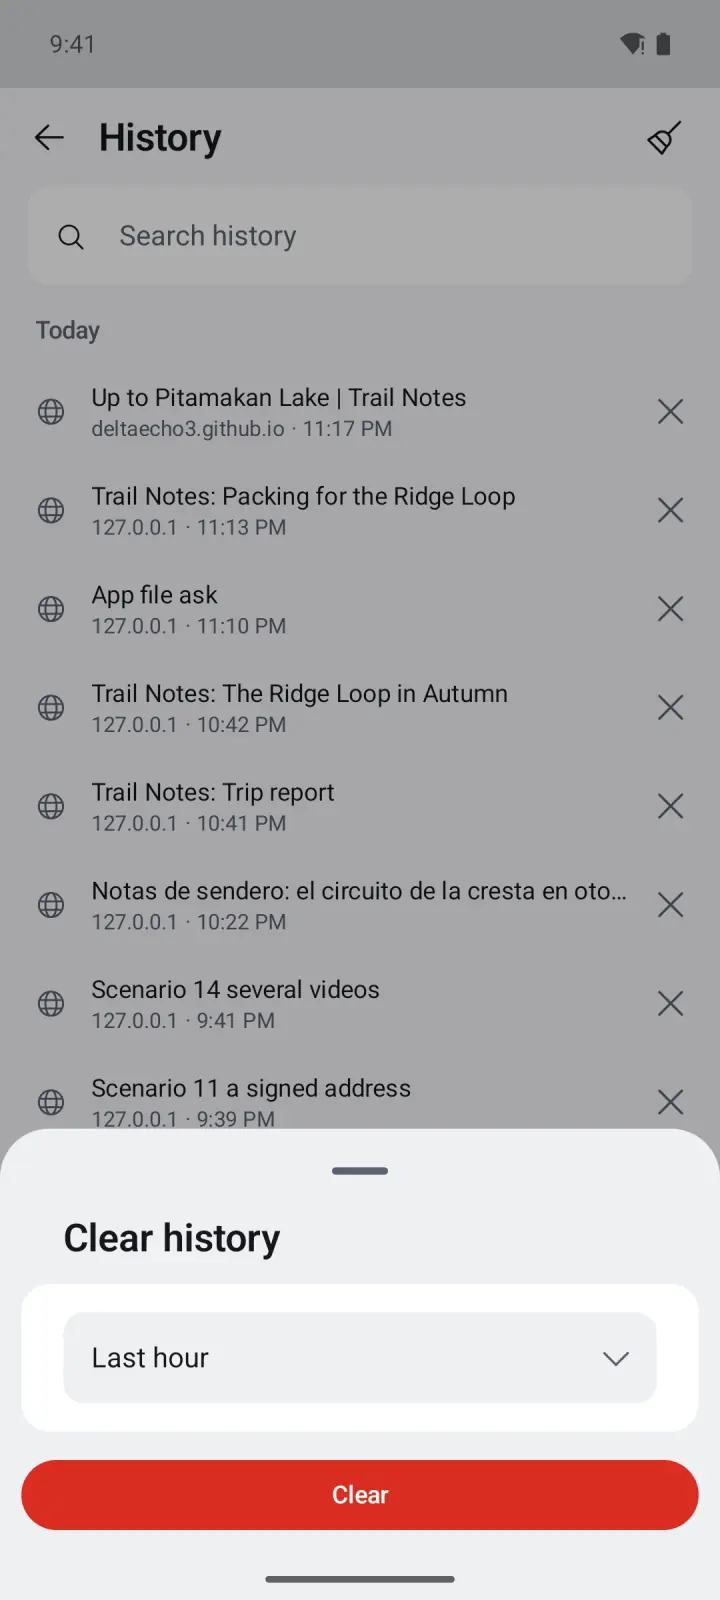 9:41
History
Search history
Today
Up to Pitamakan Lake | Trail Notes
deltaecho3.github.io · 11:17 PM
Trail Notes: Packing for the Ridge Loop
127.0.0.1 · 11:13 PM
App file ask
127.0.0.1 · 11:10 PM
Trail Notes: The Ridge Loop in Autumn
127.0.0.1 · 10:42 PM
Trail Notes: Trip report
127.0.0.1 · 10:41 PM
Notas de sendero: el circuito de la cresta en oto...
127.0.0.1 · 10:22 PM
Scenario 14 several videos
127.0.0.1 · 9:41 PM
Scenario 11 a signed address
127.0.0.1 · 9:39 PM
Clear history
Last hour
Clear